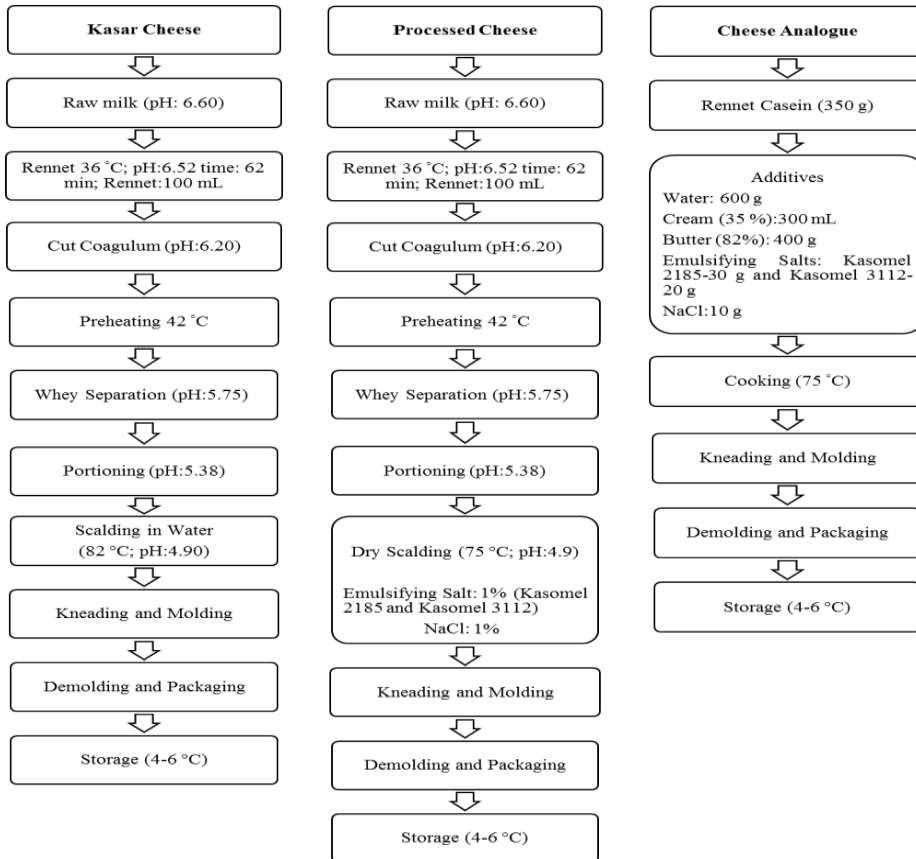 Kasar Cheese
Raw milk (pH: 6.60)
Rennet 36 °C; pH:6.52 time: 62
min; Rennet:100 mL
Cut Coagulum (pH:6.20)
Preheating 42 °C
Whey Separation (pH:5.75)
Portioning (pH:5.38)
Scalding in Water
(82 °C; pH:4.90)
Kneading and Molding
Demolding and Packaging
Storage (4-6 °C)
Processed Cheese
Raw milk (pH: 6.60)
Rennet 36 °C; pH:6.52 time: 62
min; Rennet:100 mL
Cut Coagulum (pH:6.20)
Preheating 42 °C
Whey Separation (pH:5.75)
Portioning (pH:5.38)
Dry Scalding (75 °C; pH:4.9)
Emulsifying Salt: 1% (Kasomel
2185 and Kasomel 3112)
NaCl: 1%
Kneading and Molding
Demolding and Packaging
Storage (4-6 °C)
Cheese Analogue
Rennet Casein (350 g)
Additives
Water: 600 g
Cream (35 %):300 mL
Butter (82%): 400 g
Emulsifying Salts: Kasomel
2185-30 g and Kasomel 3112-
20 g
NaCl:10 g
Cooking (75 °C)
Kneading and Molding
Demolding and Packaging
Storage (4-6 °C)